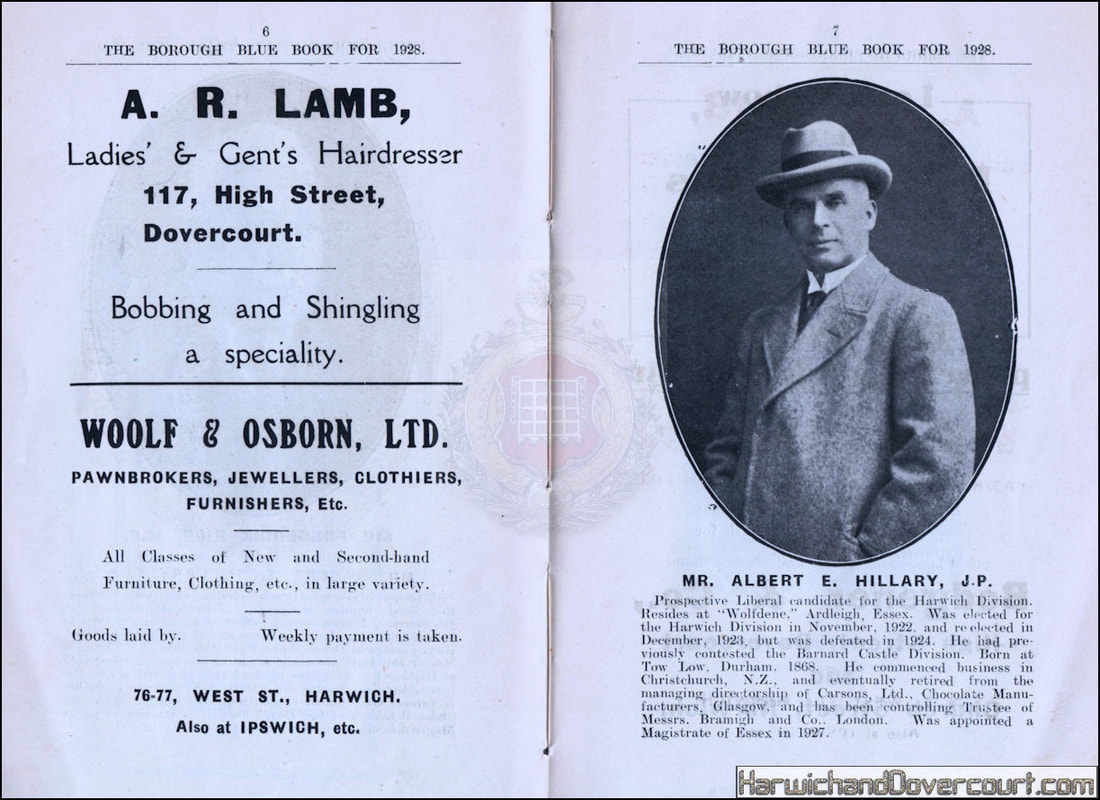 6
THE BOROUGH BLUE BOOK FOR 1928.
A. R. LAMB,
Ladies' & Gent's Hairdresser
117, High Street,
Dovercourt.
Bobbing and Shingling
a speciality.
WOOLF & OSBORN, LTD.
PAWNBROKERS, JEWELLERS, CLOTHIERS,
FURNISHERS, Etc.
All Classes of New and Second-hand
Furniture, Clothing, etc., in large variety.
Goods laid by. Weekly payment is taken.
76-77, WEST ST., HARWICH.
Also at IPSWICH, etc.
7
THE BOROUGH BLUE BOOK FOR 1928.
MR. ALBERT E. HILLARY, J.P.
Prospective Liberal candidate for the Harwich Division.
Resides at "Wolfdene," Ardleigh, Essex. Was elected for
the Harwich Division in November, 1922, and re elected in
December, 1923, but was defeated in 1924. He had pre-
viously contested the Barnard Castle Division. Born at
Tow Low, Durham, 1868. He commenced business in
Christchurch, N.Z., and eventually retired from the
managing directorship of Carsons, Ltd., Chocolate Manu-
facturers, Glasgow, and has been controlling Trustee of
Messrs. Bramigh and Co., London. Was appointed a
Magistrate of Essex in 1927.
HarwichandDovercourt.com